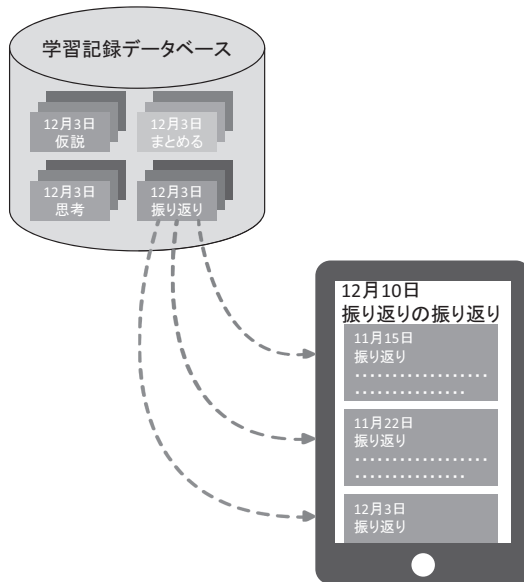 学習記録データベース
12月3日
仮説
12月3日
まとめる
12月3日
思考
12月3日
振り返り
12月10日
振り返りの振り返り
11月15日
振り返り
11月22日
振り返り
12月3日
振り返り